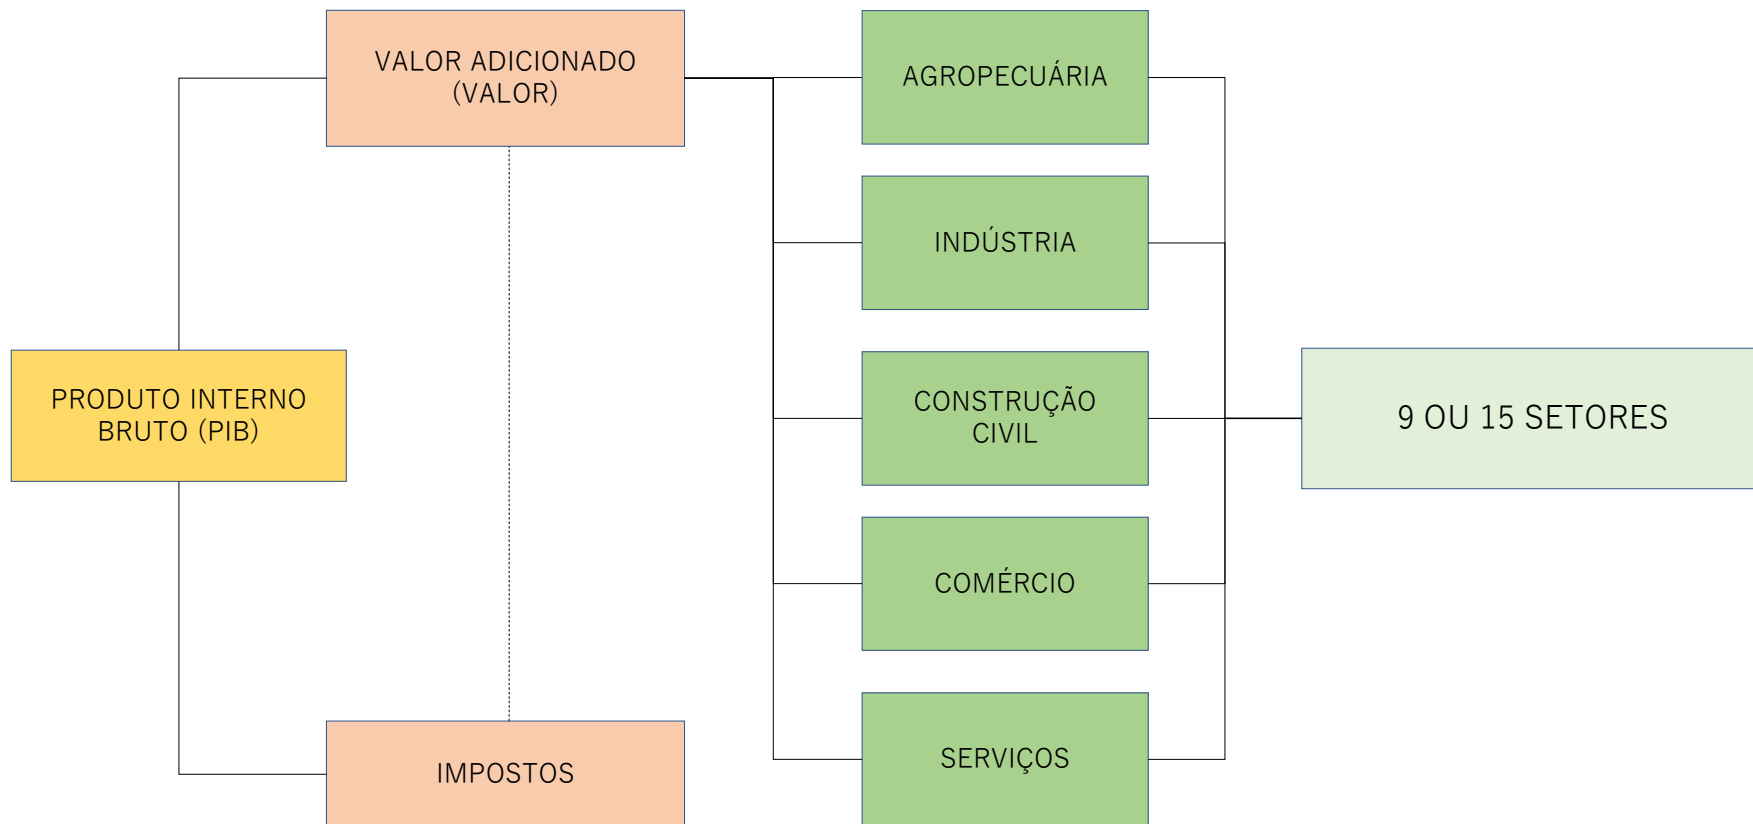 VALOR ADICIONADO
(VALOR)
AGROPECUÁRIA
INDÚSTRIA
PRODUTO INTERNO
BRUTO (PIB)
CONSTRUÇÃO
CIVIL
9 OU 15 SETORES
COMÉRCIO
IMPOSTOS
SERVIÇOS